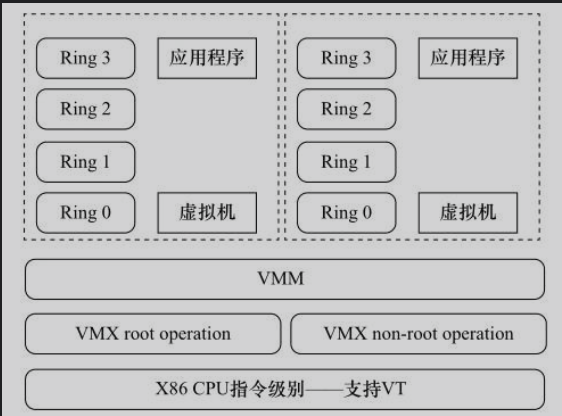 Ring 3 应用程序 Ring 3 应用程序
Ring 2 Ring 2
Ring 1 Ring 1
Ring 0 虚拟机 Ring 0 虚拟机
VMM
VMX root operation VMX non-root operation
X86 CPU指令级别——支持VT